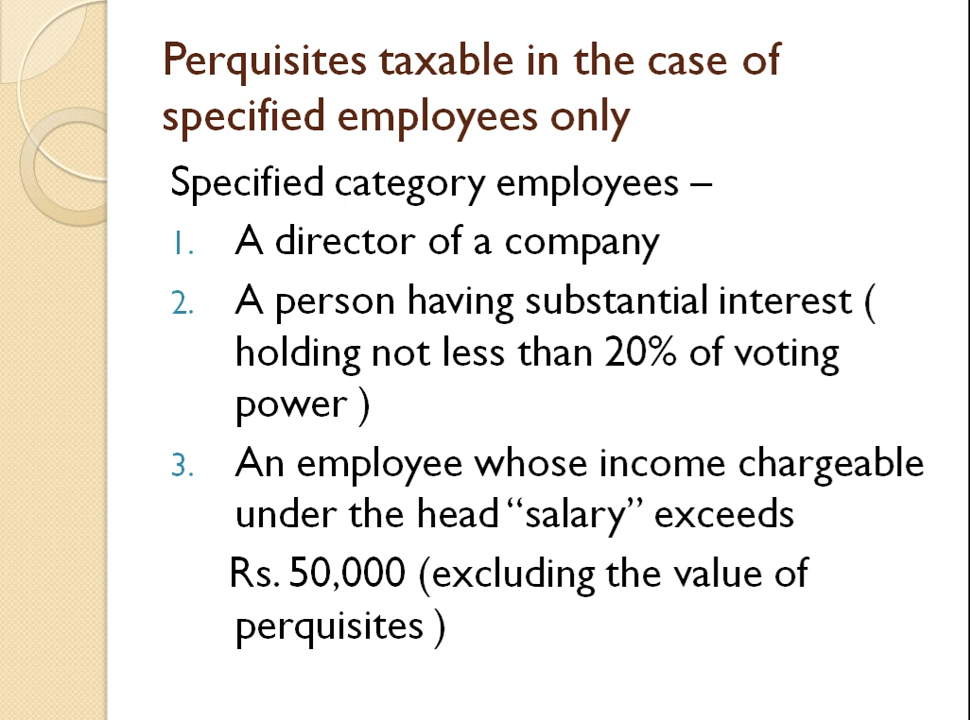 Perquisites taxable in the case of
specified employees only
Specified category employees –
1. A director of a company
2. A person having substantial interest (
holding not less than 20% of voting
power )
3. An employee whose income chargeable
under the head “salary” exceeds
Rs. 50,000 (excluding the value of
perquisites )